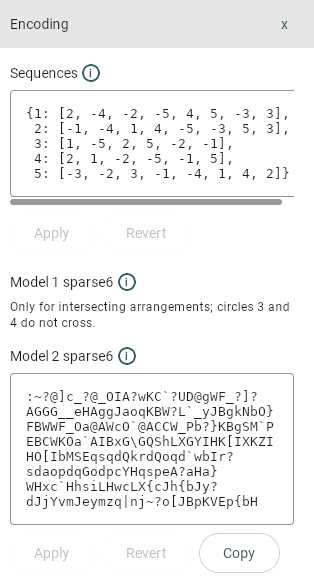 Encoding x
Sequences i
{1: [2, -4, -2, -5, 4, 5, -3, 3],
2: [-1, -4, 1, 4, -5, -3, 5, 3],
3: [1, -5, 2, 5, -2, -1],
4: [2, 1, -2, -5, -1, 5],
5: [-3, -2, 3, -1, -4, 1, 4, 2]}
Apply Revert
Model 1 sparse6 i
Only for intersecting arrangements; circles 3 and
4 do not cross.
Model 2 sparse6 i
:~?@]c_?@_OIA?wKC`?UD@gWF_?]?
AGGG__eHAggJaoqKBW?L`_yJBgkNbO}
FBWWF_Oa@AWcO`@ACCW_Pb?}KBgSM`P
EBCWKOa`AIBxG\GQShLXGYIHK[IXKZI
HO[IbMSEqsqdQkrdQoqd`wbIr?
sdaopdqGodpcYHqspeA?aHa}
WHxc`HhsiLHwcLX{cJh{bJy?
dJjYvmJeymzq|nj~?o[JBpKVEp{bH
Apply Revert Copy